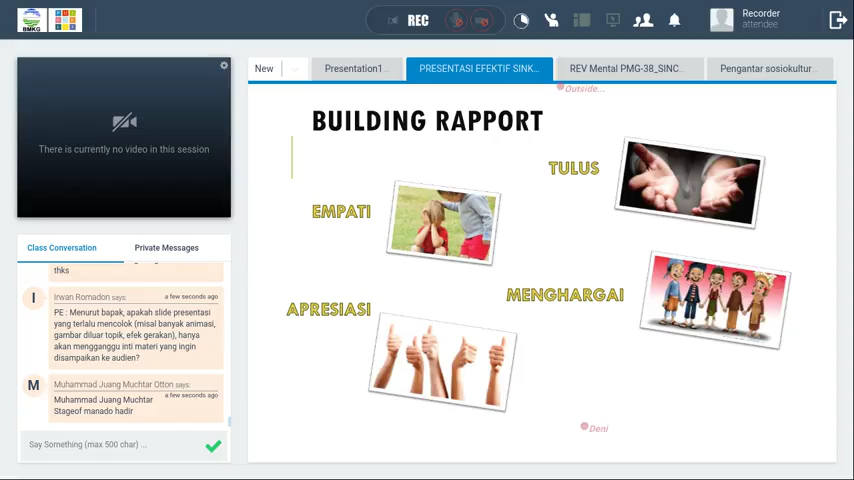 BMKG
REC
Recorder
attendee
There is currently no video in this session
New
Presentation1...
PRESENTASI EFEKTIF SINK...
REV Mental PMG-38_SINC...
Pengantar sosiokultur...
Outside...
BUILDING RAPPORT
TULUS
EMPATI
MENGHARGAI
APRESIASI
Deni
Class Conversation
Private Messages
thks
I
Irwan Romadon says:
a few seconds ago
PE : Menurut bapak, apakah slide presentasi
yang terlalu mencolok (misal banyak animasi,
gambar diluar topik, efek gerakan), hanya
akan mengganggu inti materi yang ingin
disampaikan ke audien?
M
Muhammad Juang Muchtar Otton says:
a few seconds ago
Muhammad Juang Muchtar
Stageof manado hadir
Say Something (max 500 char) ...